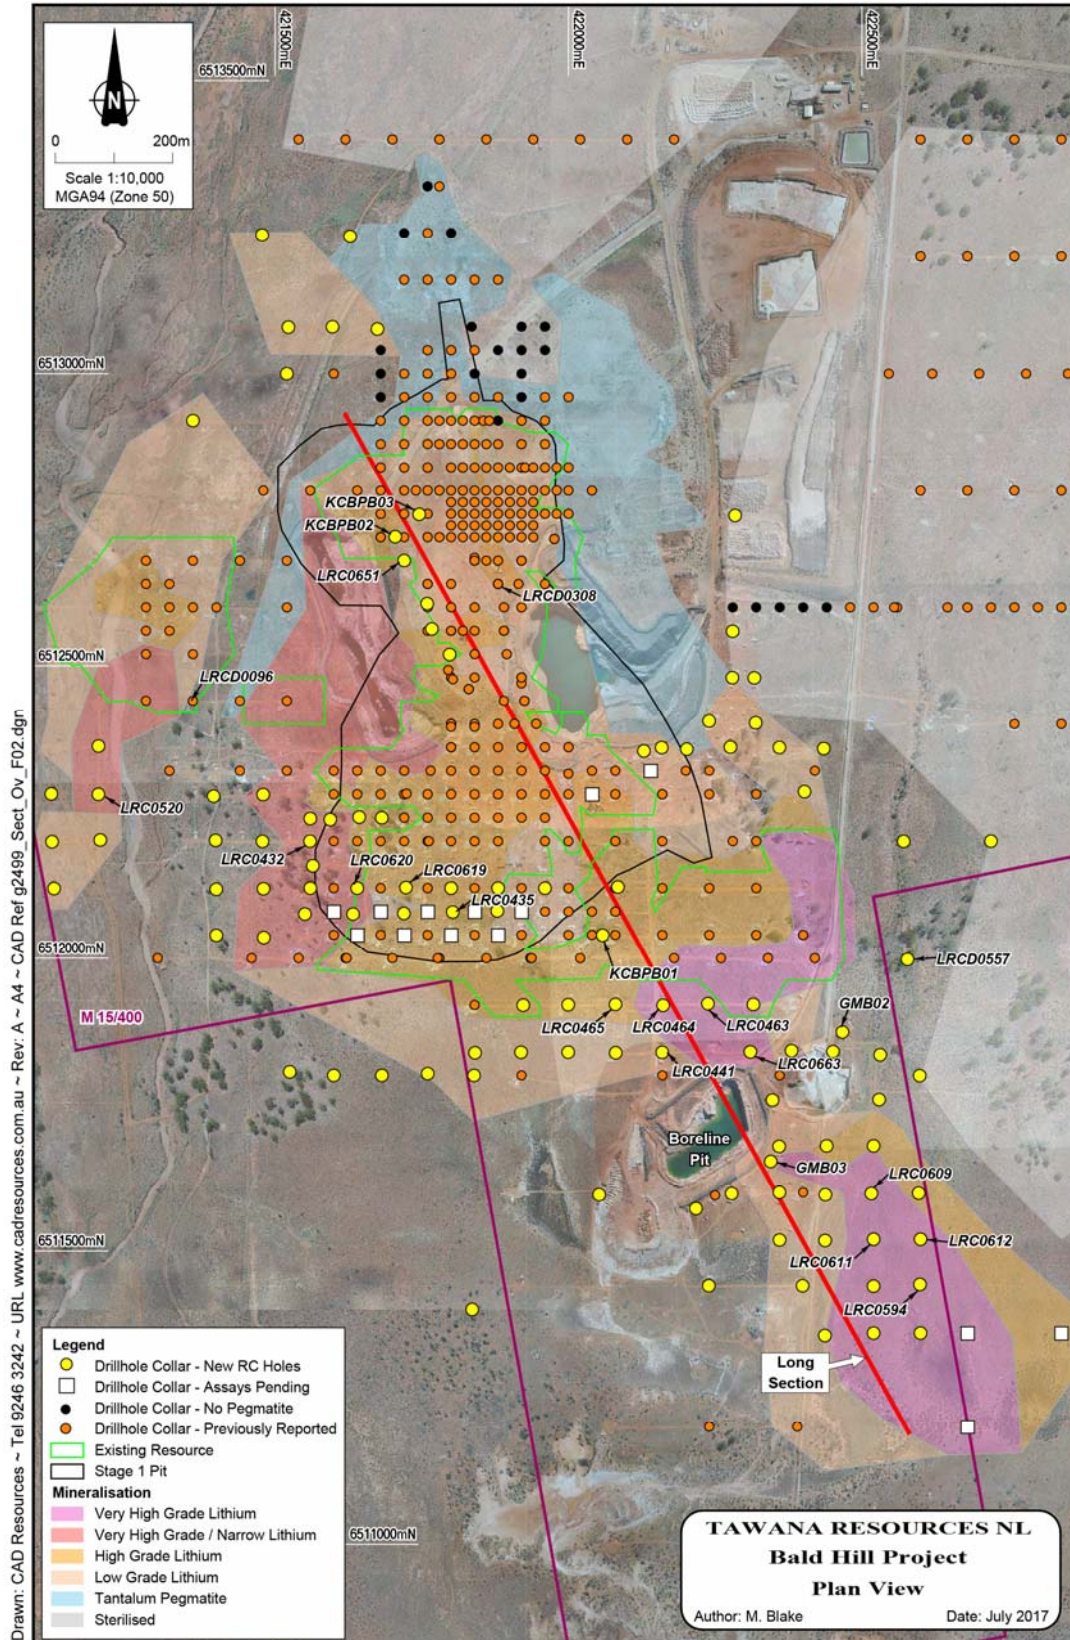 421500mE
422000mE
422500mE
6513500mN
N
0 200m
Scale 1:10,000
MGA94 (Zone 50)
6513000mN
KCBPB03
KCBPB02
LRC0651
LRCD0308
6512500mN
LRCD0096
LRC0520
LRC0432
LRC0620
LRC0619
LRC0435
6512000mN
KCBPB01
LRCD0557
M 15/400
GMB02
LRC0465
LRC0464
LRC0463
LRC0441
LRC0663
Boreline
Pit
GMB03
LRC0609
6511500mN
LRC0611
LRC0612
LRC0594
Long
Section
Legend
Drillhole Collar - New RC Holes
Drillhole Collar - Assays Pending
Drillhole Collar - No Pegmatite
Drillhole Collar - Previously Reported
Existing Resource
Stage 1 Pit
Mineralisation
Very High Grade Lithium
Very High Grade / Narrow Lithium
High Grade Lithium
Low Grade Lithium
Tantalum Pegmatite
Sterilised
6511000mN
TAWANA RESOURCES NL
Bald Hill Project
Plan View
Author: M. Blake Date: July 2017
Drawn: CAD Resources ~ Tel 9246 3242 ~ URL www.cadresources.com.au ~ Rev: A ~ A4 ~ CAD Ref g2499_Sect_Ov_F02.dgn